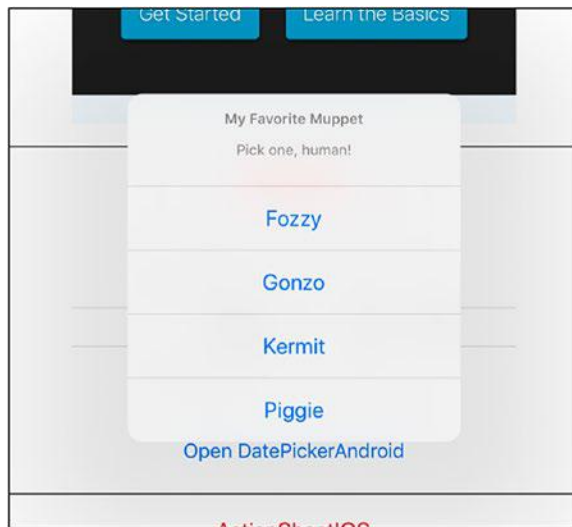 Get Started
Learn the Basics
My Favorite Muppet
Pick one, human!
Fozzy
Gonzo
Kermit
Piggie
Open DatePickerAndroid
ActionSheetIOS